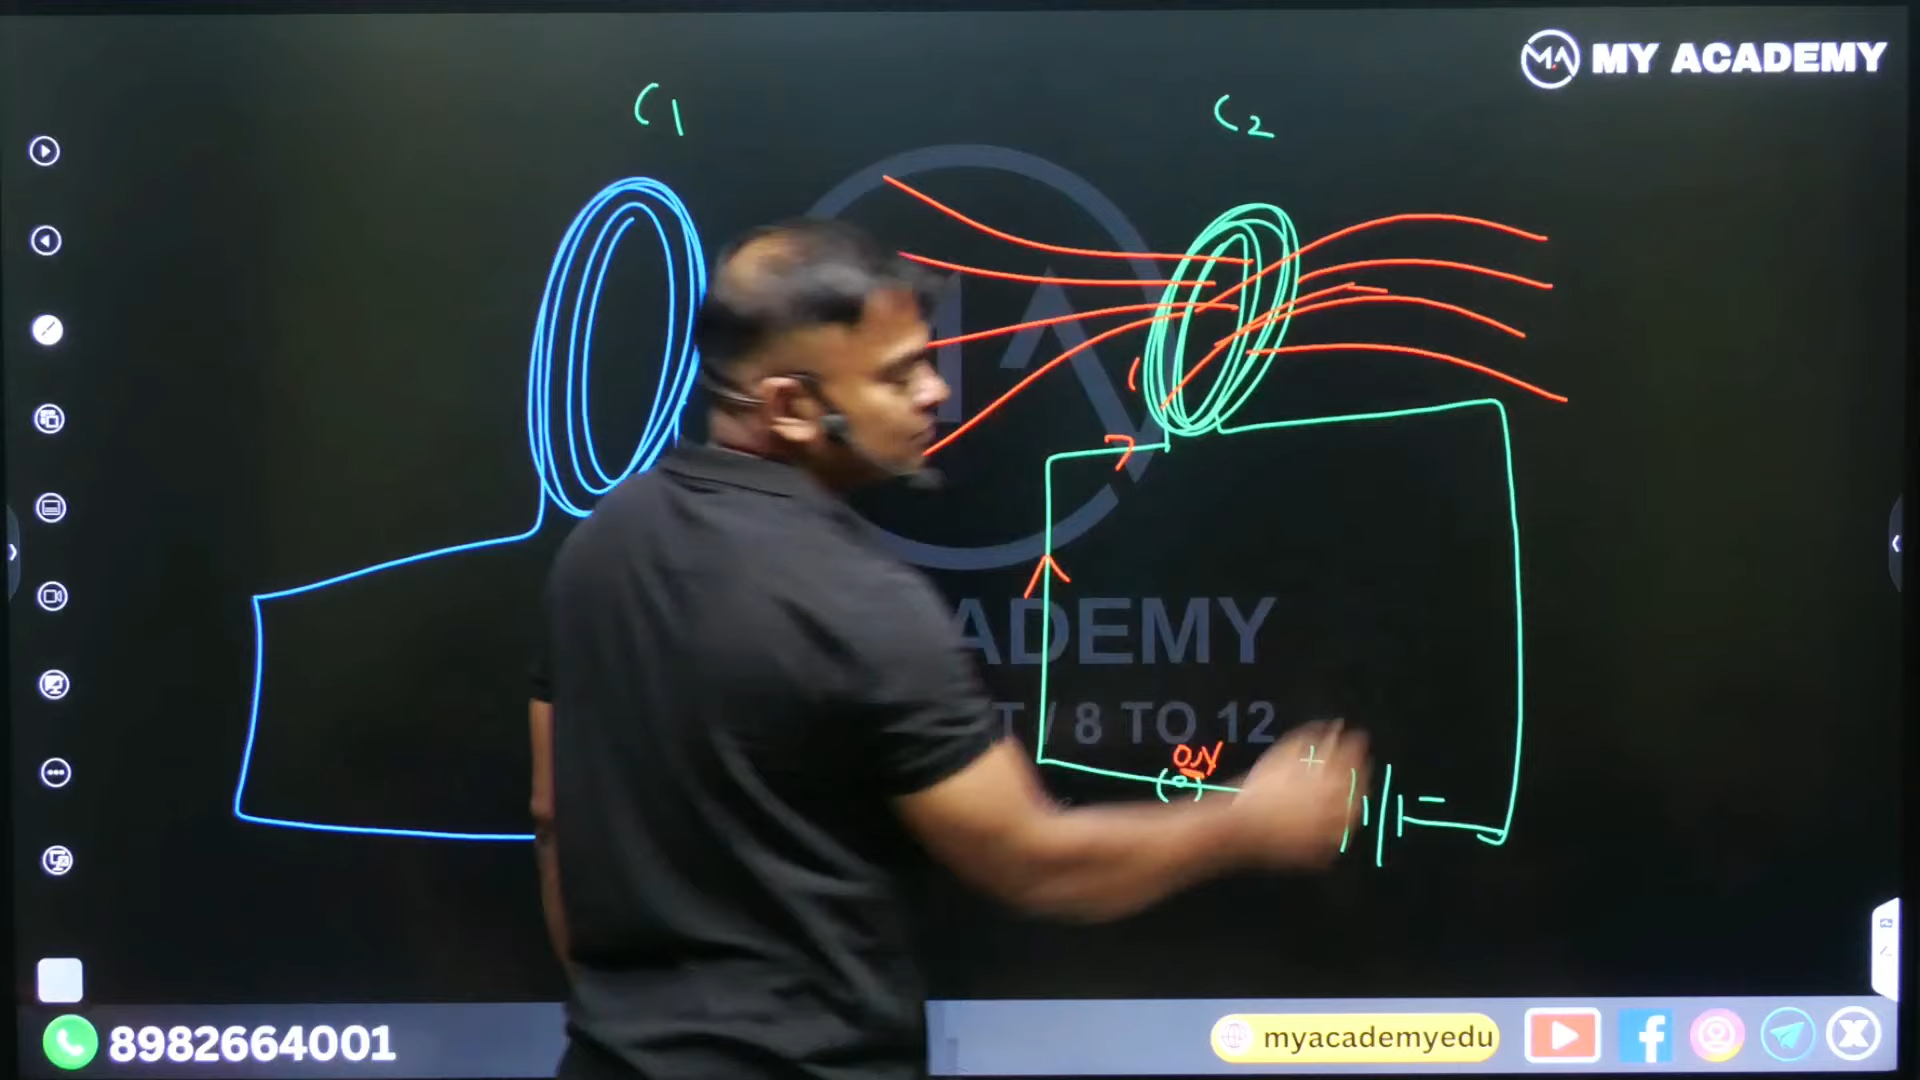 MY ACADEMY
C1
C2
ADEMY
T / 8 TO 12
ON
+
-
8982664001
myacademyedu